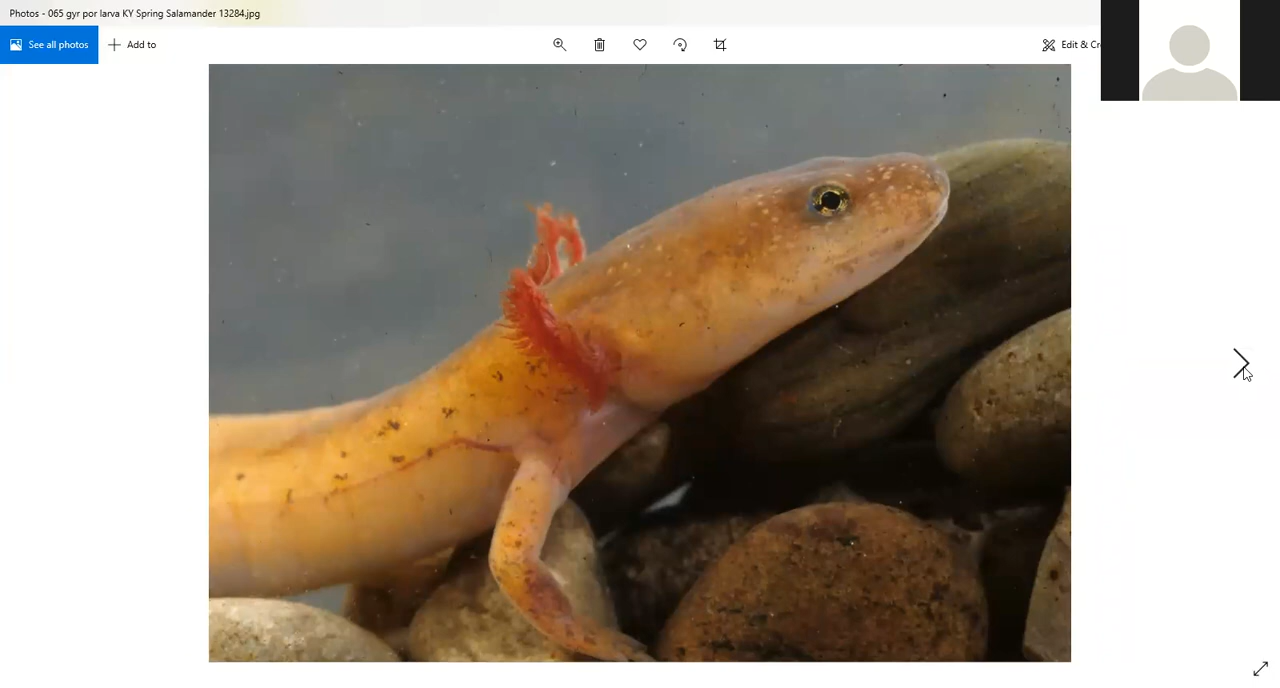 Photos - 065 gyr por larva KY Spring Salamander 13284.jpg
See all photos
Add to
Edit & Cr